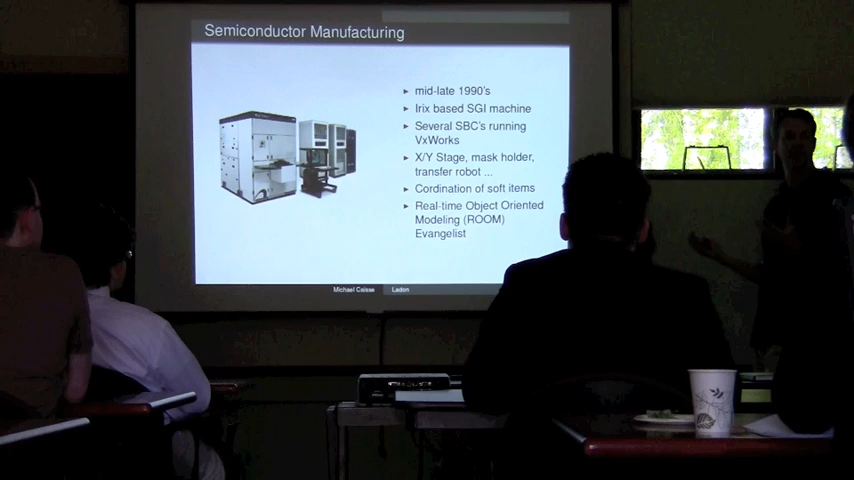 Semiconductor Manufacturing
mid-late 1990's
Irix based SGI machine
Several SBC's running
VxWorks
X/Y Stage, mask holder,
transfer robot ...
Cordination of soft items
Real-time Object Oriented
Modeling (ROOM)
Evangelist
Michael Caisse Ladon